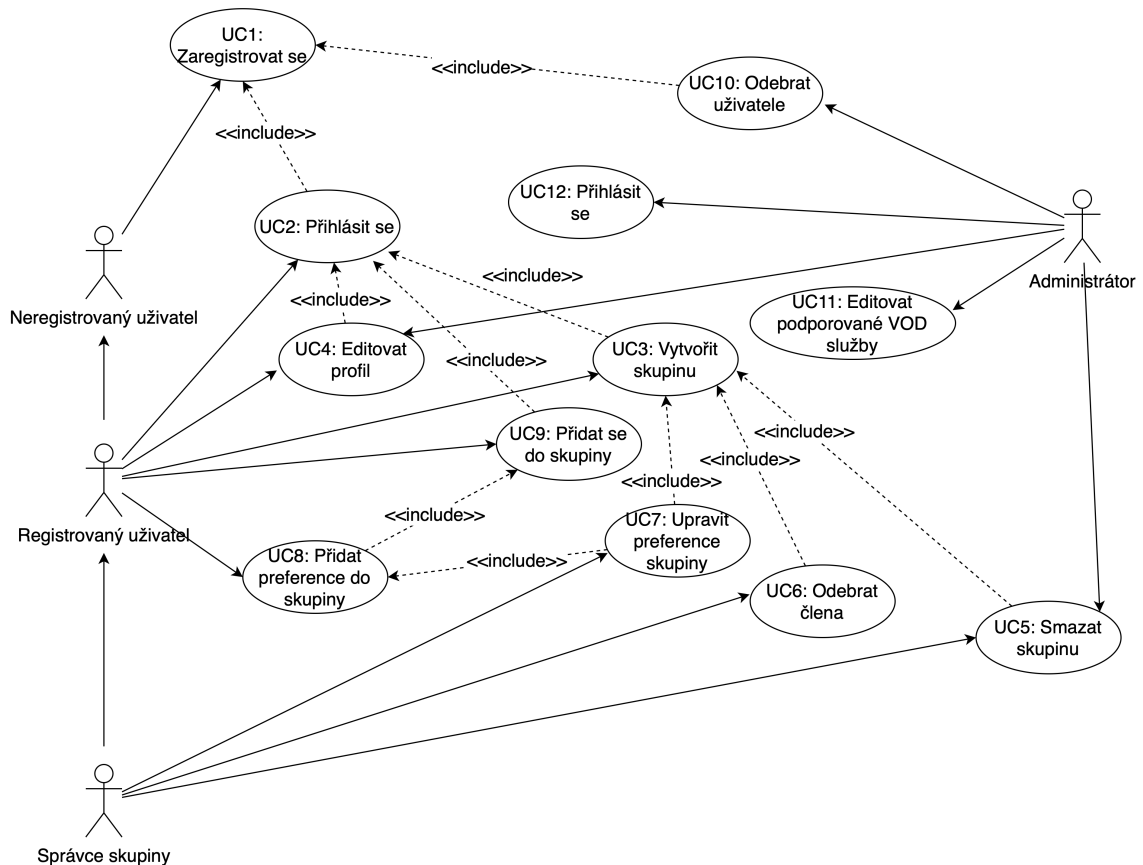 UC1:
Zaregistrovat se
<<include>>
UC10: Odebrat
uživatele
<<include>>
UC12: Přihlásit
se
UC2: Přihlásit se
Administrátor
<<include>>
Neregistrovaný uživatel
<<include>>
UC11: Editovat
podporované VOD
služby
UC4: Editovat
profil
UC3: Vytvořit
skupinu
<<include>>
<<include>>
UC9: Přidat se
do skupiny
<<include>>
<<include>>
<<include>>
Registrovaný uživatel
UC7: Upravit
preference
skupiny
UC8: Přidat
preference do
skupiny
<<include>>
UC6: Odebrat
člena
UC5: Smazat
skupinu
Správce skupiny